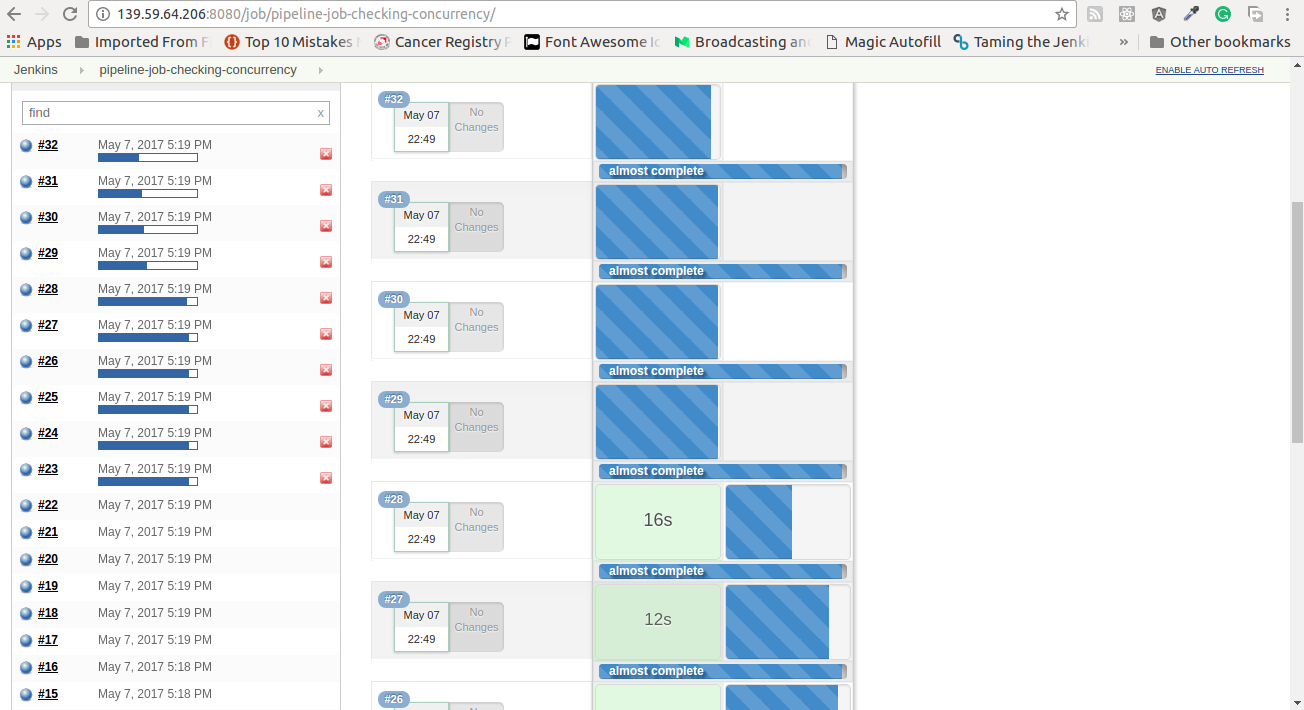 139.59.64.206:8080/job/pipeline-job-checking-concurrency/
Apps Imported From F Top 10 Mistakes Cancer Registry Font Awesome Broadcasting an Magic Autofill Taming the Jenki » Other bookmarks
Jenkins pipeline-job-checking-concurrency ENABLE AUTO REFRESH
find x
#32 May 7, 2017 5:19 PM
#31 May 7, 2017 5:19 PM
#30 May 7, 2017 5:19 PM
#29 May 7, 2017 5:19 PM
#28 May 7, 2017 5:19 PM
#27 May 7, 2017 5:19 PM
#26 May 7, 2017 5:19 PM
#25 May 7, 2017 5:19 PM
#24 May 7, 2017 5:19 PM
#23 May 7, 2017 5:19 PM
#22 May 7, 2017 5:19 PM
#21 May 7, 2017 5:19 PM
#20 May 7, 2017 5:19 PM
#19 May 7, 2017 5:19 PM
#18 May 7, 2017 5:19 PM
#17 May 7, 2017 5:19 PM
#16 May 7, 2017 5:18 PM
#15 May 7, 2017 5:18 PM
#32
May 07
22:49
No
Changes
almost complete
#31
May 07
22:49
No
Changes
almost complete
#30
May 07
22:49
No
Changes
almost complete
#29
May 07
22:49
No
Changes
almost complete
#28
May 07
22:49
No
Changes
16s
almost complete
#27
May 07
22:49
No
Changes
12s
almost complete
#26